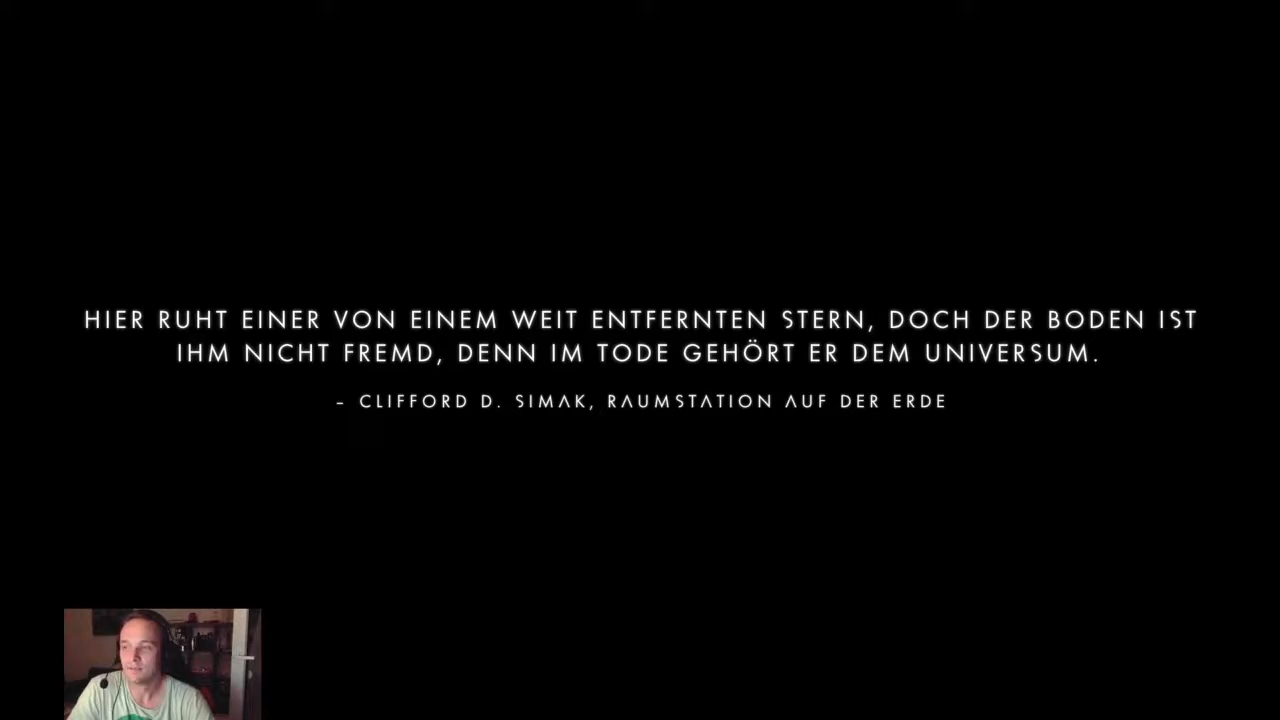 HIER RUHT EINER VON EINEM WEIT ENTFERNTEN STERN, DOCH DER BODEN IST
IHM NICHT FREMD, DENN IM TODE GEHÖRT ER DEM UNIVERSUM.
- CLIFFORD D. SIMAK, RAUMSTATION AUF DER ERDE